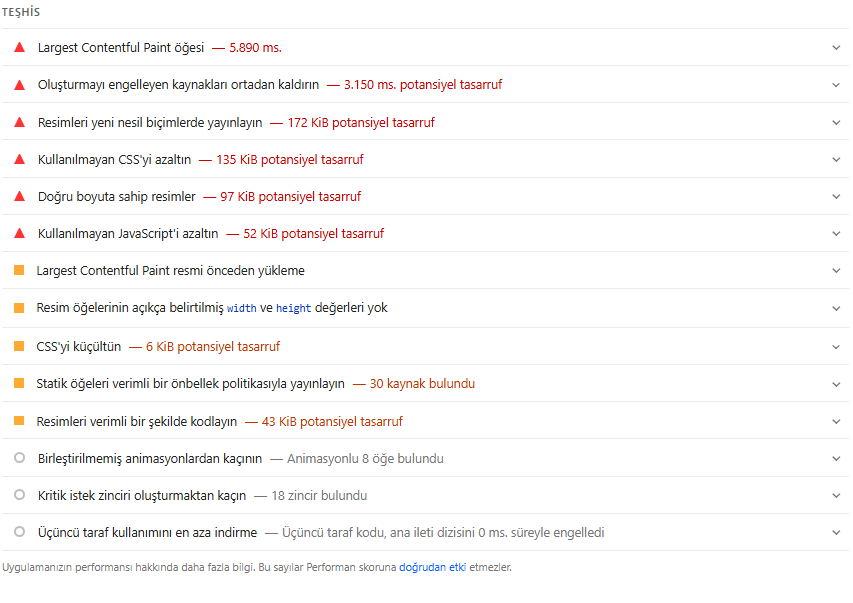 TEŞHİS
Largest Contentful Paint öğesi — 5.890 ms.
Oluşturmayı engelleyen kaynakları ortadan kaldırın — 3.150 ms. potansiyel tasarruf
Resimleri yeni nesil biçimlerde yayınlayın — 172 KiB potansiyel tasarruf
Kullanılmayan CSS'yi azaltın — 135 KiB potansiyel tasarruf
Doğru boyuta sahip resimler — 97 KiB potansiyel tasarruf
Kullanılmayan JavaScript'i azaltın — 52 KiB potansiyel tasarruf
Largest Contentful Paint resmi önceden yükleme
Resim öğelerinin açıkça belirtilmiş width ve height değerleri yok
CSS'yi küçültün — 6 KiB potansiyel tasarruf
Statik öğeleri verimli bir önbellek politikasıyla yayınlayın — 30 kaynak bulundu
Resimleri verimli bir şekilde kodlayın — 43 KiB potansiyel tasarruf
Birleştirilmemiş animasyonlardan kaçının — Animasyonlu 8 öğe bulundu
Kritik istek zinciri oluşturmaktan kaçın — 18 zincir bulundu
Üçüncü taraf kullanımını en aza indirme — Üçüncü taraf kodu, ana ileti dizisini 0 ms. süreyle engelledi
Uygulamanızın performansı hakkında daha fazla bilgi. Bu sayılar Performan skoruna doğrudan etki etmezler.